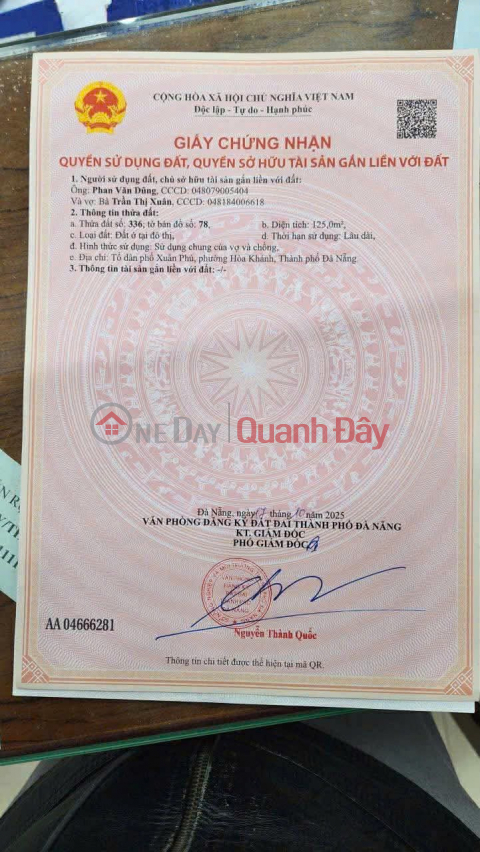 CỘNG HÒA XÃ HỘI CHỦ NGHĨA VIỆT NAM
Độc lập - Tự do - Hạnh phúc
GIẤY CHỨNG NHẬN
QUYỀN SỬ DỤNG ĐẤT, QUYỀN SỞ HỮU TÀI SẢN GẮN LIỀN VỚI ĐẤT
1. Người sử dụng đất, chủ sở hữu tài sản gắn liền với đất:
Ông: Phan Văn Dũng, CCCD: 048079005404
Và vợ: Bà Trần Thị Xuân, CCCD: 048184006618
2. Thông tin thửa đất:
a. Thửa đất số: 336; tờ bản đồ số: 78, b. Diện tích: 125,0m²,
c. Loại đất: Đất ở tại đô thị, d. Thời hạn sử dụng: Lâu dài,
đ. Hình thức sử dụng: Sử dụng chung của vợ và chồng,
e. Địa chỉ: Tổ dân phố Xuân Phú, phường Hòa Khánh, Thành phố Đà Nẵng.
3. Thông tin tài sản gắn liền với đất: -/-
ONEDAY Quanh Đây
Đà Nẵng, ngày 17 tháng 10 năm 2025
VĂN PHÒNG ĐĂNG KÝ ĐẤT ĐAI THÀNH PHỐ ĐÀ NẴNG
KT. GIÁM ĐỐC
PHÓ GIÁM ĐỐC
AA 04666281
Nguyễn Thành Quốc
Thông tin chi tiết được thể hiện tại mã QR.